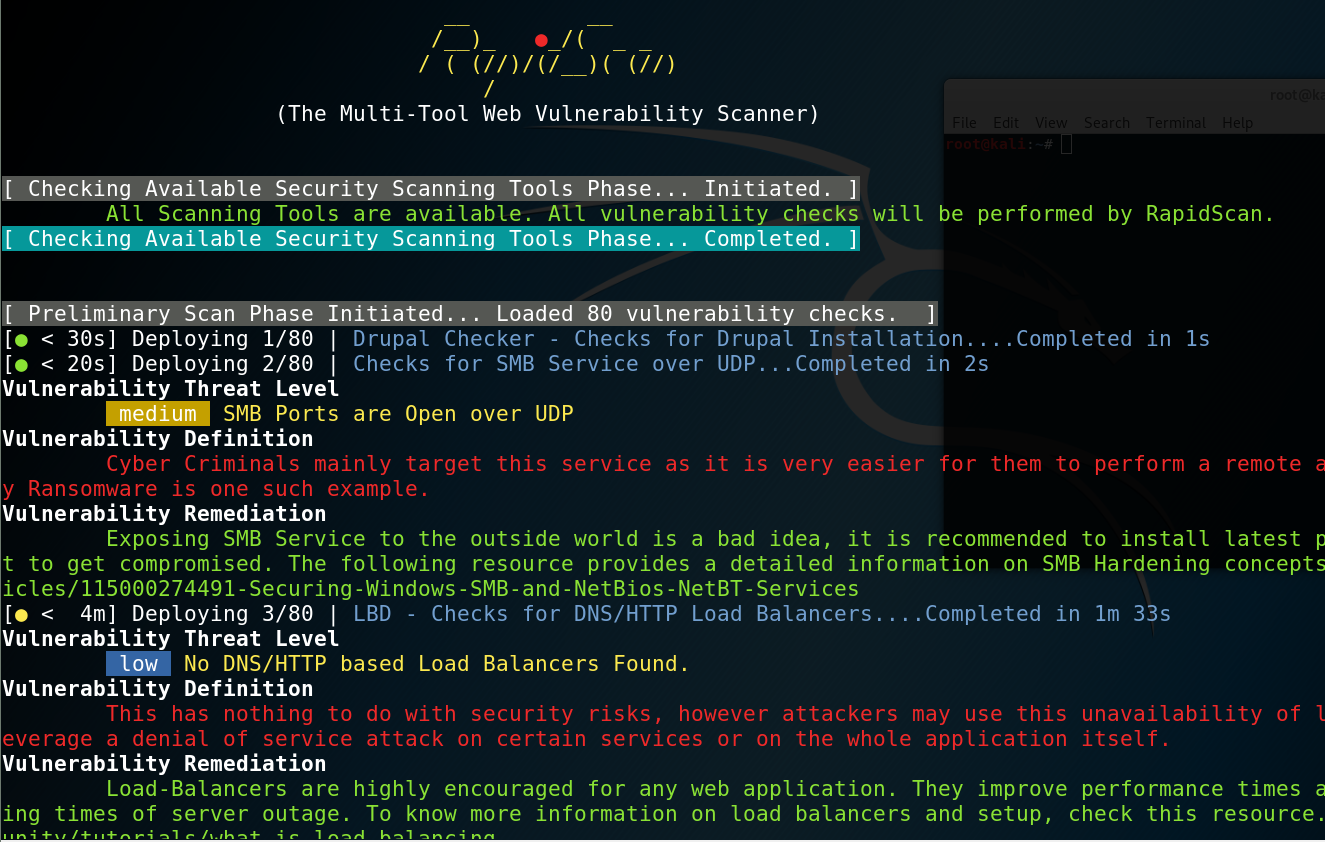 (The Multi-Tool Web Vulnerability Scanner)
root@ka
File Edit View Search Terminal Help
root@kali:~#
[ Checking Available Security Scanning Tools Phase... Initiated. ]
All Scanning Tools are available. All vulnerability checks will be performed by RapidScan.
[ Checking Available Security Scanning Tools Phase... Completed. ]
[ Preliminary Scan Phase Initiated... Loaded 80 vulnerability checks. ]
[● < 30s] Deploying 1/80 | Drupal Checker - Checks for Drupal Installation....Completed in 1s
[● < 20s] Deploying 2/80 | Checks for SMB Service over UDP...Completed in 2s
Vulnerability Threat Level
medium SMB Ports are Open over UDP
Vulnerability Definition
Cyber Criminals mainly target this service as it is very easier for them to perform a remote a
y Ransomware is one such example.
Vulnerability Remediation
Exposing SMB Service to the outside world is a bad idea, it is recommended to install latest p
t to get compromised. The following resource provides a detailed information on SMB Hardening concepts
icles/115000274491-Securing-Windows-SMB-and-NetBios-NetBT-Services
[● < 4m] Deploying 3/80 | LBD - Checks for DNS/HTTP Load Balancers....Completed in 1m 33s
Vulnerability Threat Level
low No DNS/HTTP based Load Balancers Found.
Vulnerability Definition
This has nothing to do with security risks, however attackers may use this unavailability of l
everage a denial of service attack on certain services or on the whole application itself.
Vulnerability Remediation
Load-Balancers are highly encouraged for any web application. They improve performance times a
ing times of server outage. To know more information on load balancers and setup, check this resource.
unity/tutorials/what-is-load-balancing